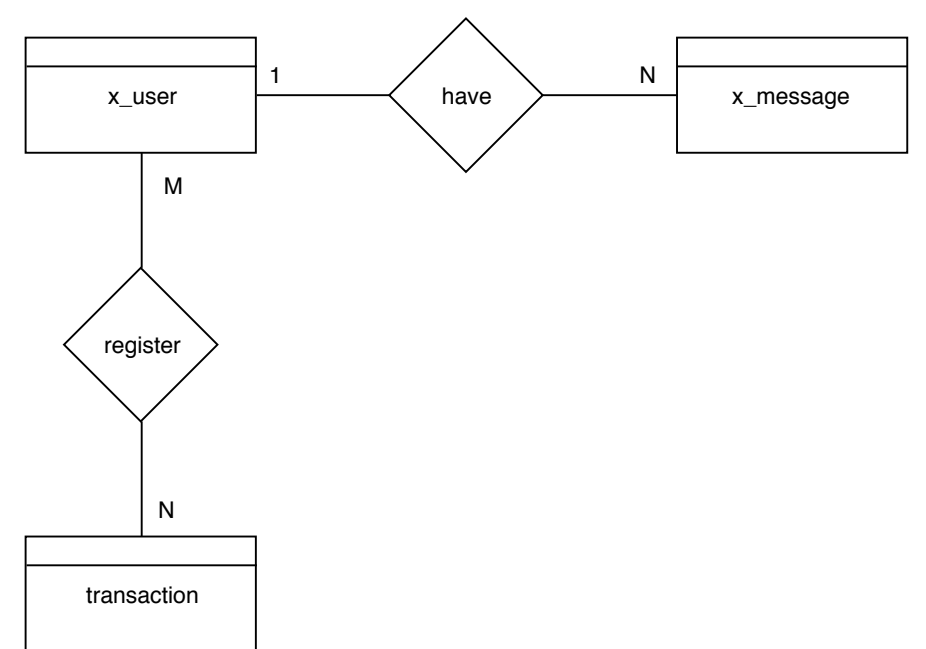 x_user
1
have
N
x_message
M
register
N
transaction